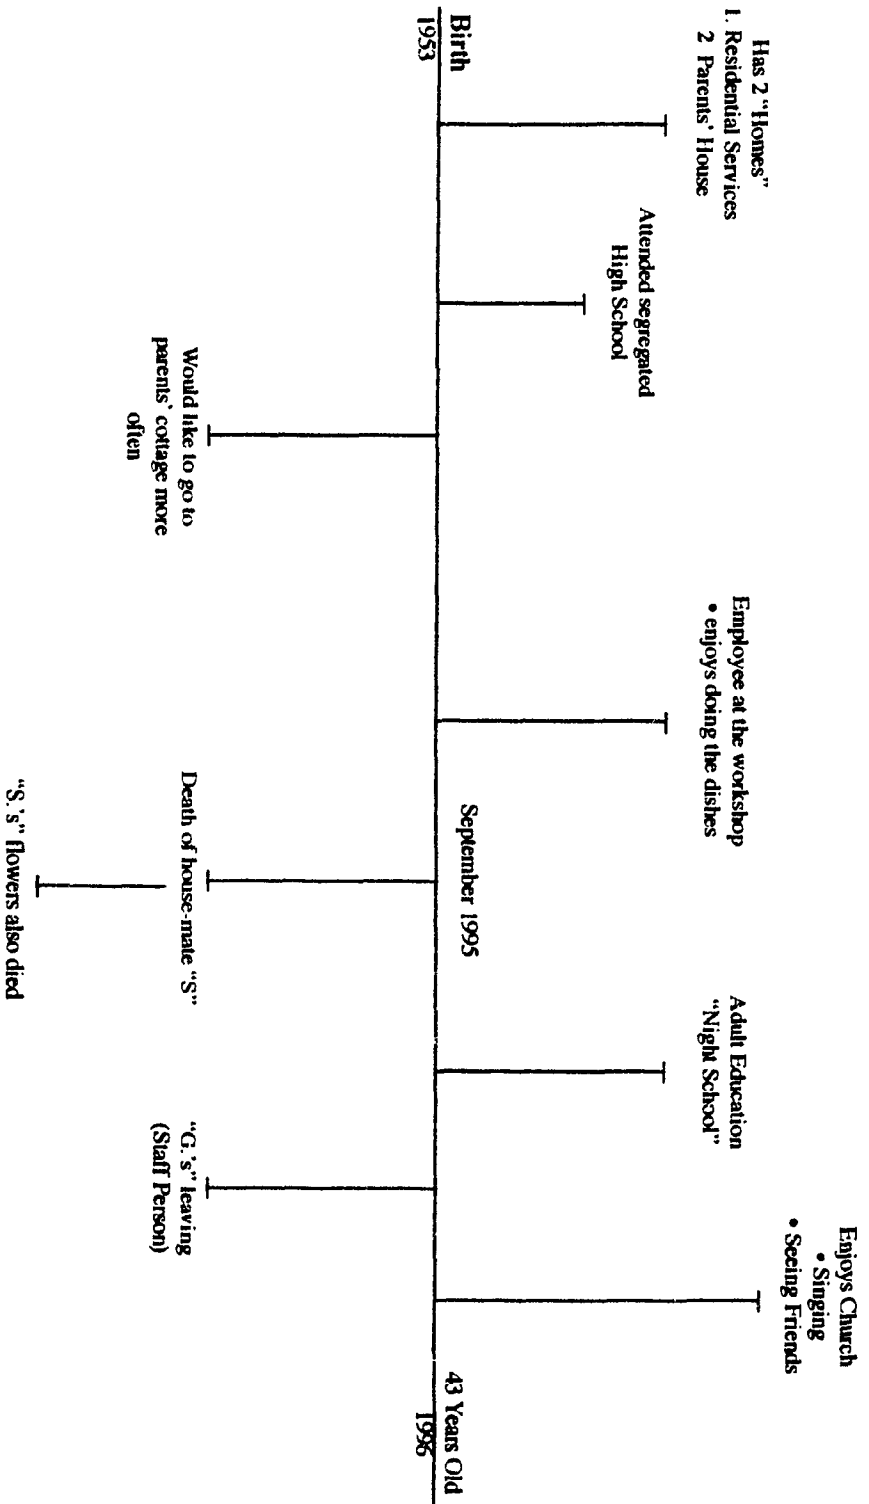 Has 2 “Homes”
1. Residential Services
2 Parents’ House
Attended segregated
High School
Employee at the workshop
• enjoys doing the dishes
Adult Education
“Night School”
Enjoys Church
• Singing
• Seeing Friends
Birth
1953
September 1995
43 Years Old
1996
Would like to go to
parents’ cottage more
often
Death of house-mate “S”
“S.’s” flowers also died
“G.’s” leaving
(Staff Person)